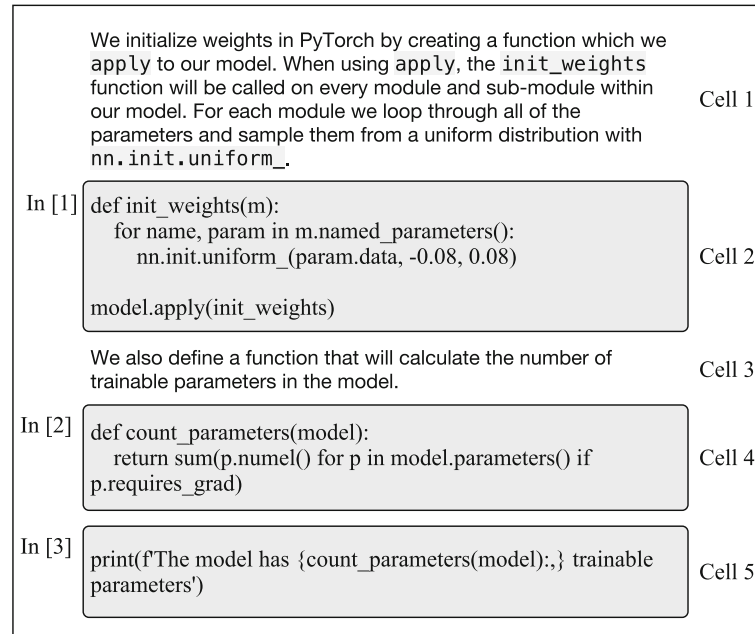 We initialize weights in PyTorch by creating a function which we
apply to our model. When using apply, the init_weights
function will be called on every module and sub-module within
our model. For each module we loop through all of the
parameters and sample them from a uniform distribution with
nn.init.uniform_.
Cell 1
In [1]
def init_weights(m):
    for name, param in m.named_parameters():
        nn.init.uniform_(param.data, -0.08, 0.08)
model.apply(init_weights)
Cell 2
We also define a function that will calculate the number of
trainable parameters in the model.
Cell 3
In [2]
def count_parameters(model):
    return sum(p.numel() for p in model.parameters() if
p.requires_grad)
Cell 4
In [3]
print(f'The model has {count_parameters(model):,} trainable
parameters')
Cell 5